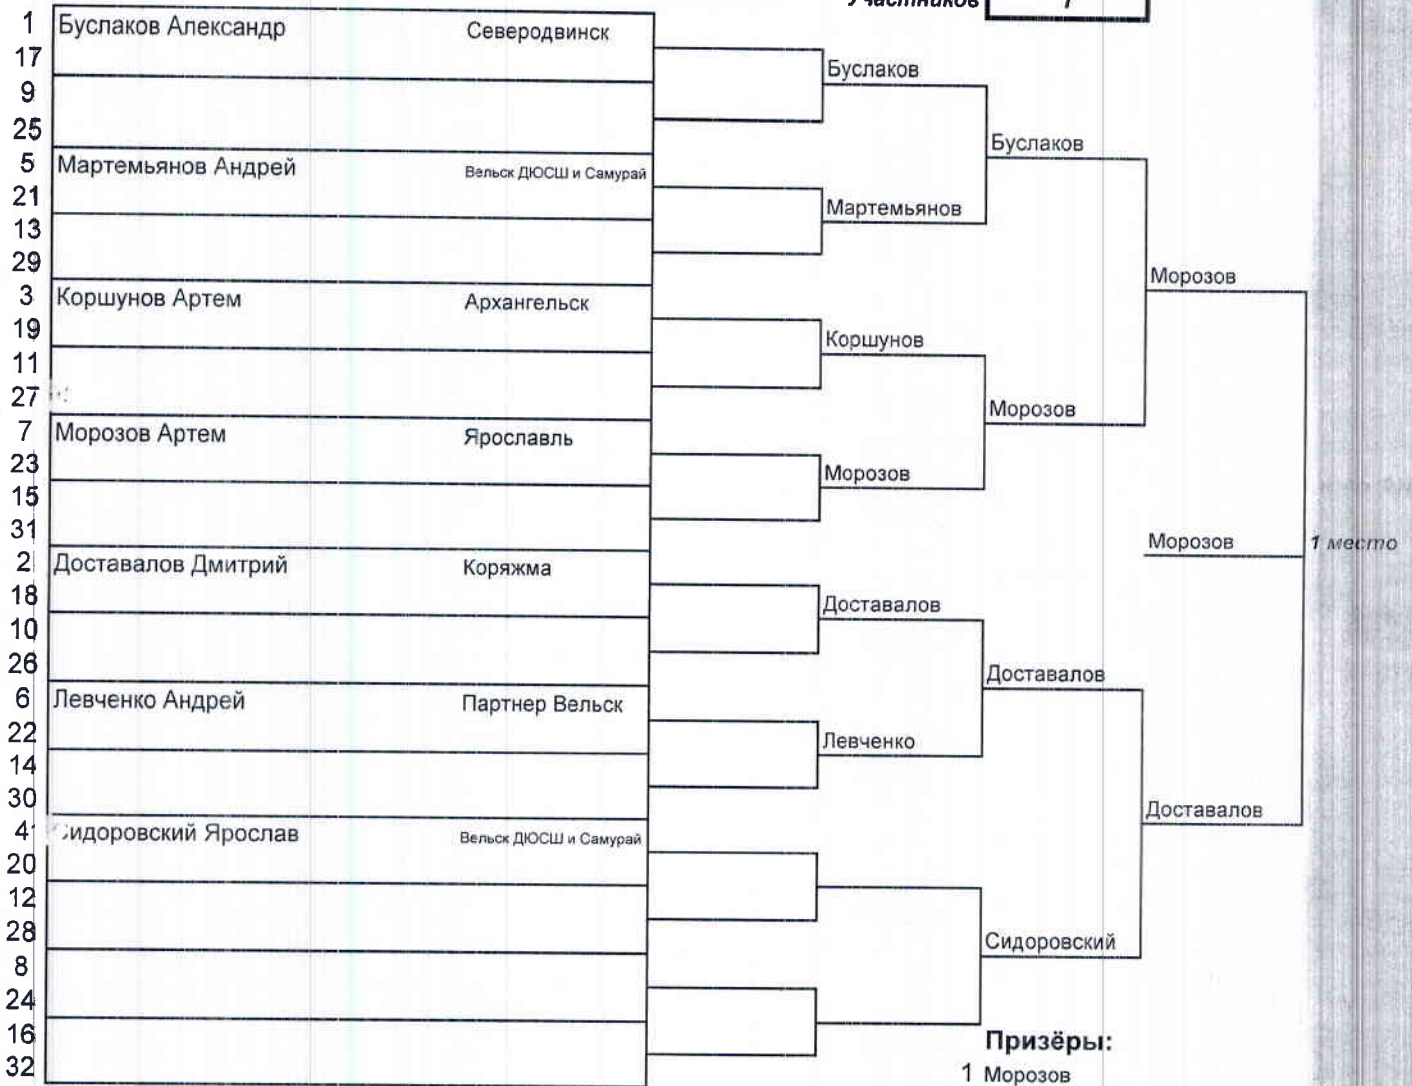 Участников 7
1 Буслаков Александр Северодвинск
17
Буслаков
9
25
Буслаков
5 Мартемьянов Андрей Вельск ДЮСШ и Самурай
21
Мартемьянов
13
29
Морозов
3 Коршунов Артем Архангельск
19
Коршунов
11
27
Морозов
7 Морозов Артем Ярославль
23
Морозов
15
31
Морозов 1 место
2 Доставалов Дмитрий Коряжма
18
Доставалов
10
26
Доставалов
6 Левченко Андрей Партнер Вельск
22
Левченко
14
30
Доставалов
4 Сидоровский Ярослав Вельск ДЮСШ и Самурай
20
12
28
Сидоровский
8
24
16
Призёры:
32
1 Морозов